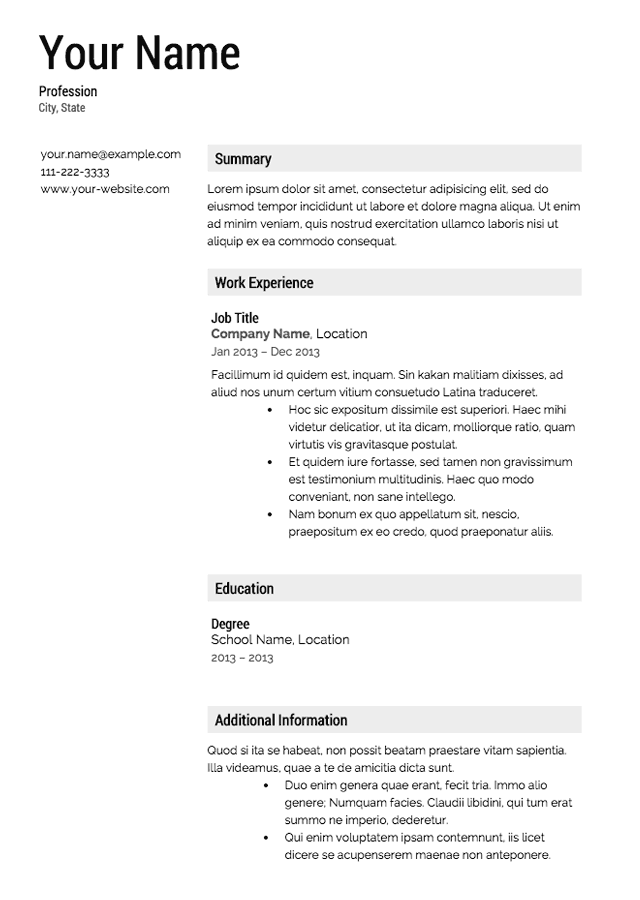 Your Name
Profession
City, State
your.name@example.com
111-222-3333
www.your-website.com
Summary
Lorem ipsum dolor sit amet, consectetur adipisicing elit, sed do
eiusmod tempor incididunt ut labore et dolore magna aliqua. Ut enim
ad minim veniam, quis nostrud exercitation ullamco laboris nisi ut
aliquip ex ea commodo consequat.
Work Experience
Job Title
Company Name, Location
Jan 2013 – Dec 2013
Facillimum id quidem est, inquam. Sin kakan malitiam dixisses, ad
aliud nos unum certum vitium consuetudo Latina traduceret.
• Hoc sic expositum dissimile est superiori. Haec mihi
videtur delicatior, ut ita dicam, molliorque ratio, quam
virtutis vis gravitasque postulat.
• Et quidem iure fortasse, sed tamen non gravissimum
est testimonium multitudinis. Haec quo modo
conveniant, non sane intellego.
• Nam bonum ex quo appellatum sit, nescio,
praepositum ex eo credo, quod praeponatur aliis.
Education
Degree
School Name, Location
2013 – 2013
Additional Information
Quod si ita se habeat, non possit beatam praestare vitam sapientia.
Illa videamus, quae a te de amicitia dicta sunt.
• Duo enim genera quae erant, fecit tria. Immo alio
genere; Numquam facies. Claudii libidini, qui tum erat
summo ne imperio, dederetur.
• Qui enim voluptatem ipsam contemnunt, iis licet
dicere se acupenserem maenae non anteponere.